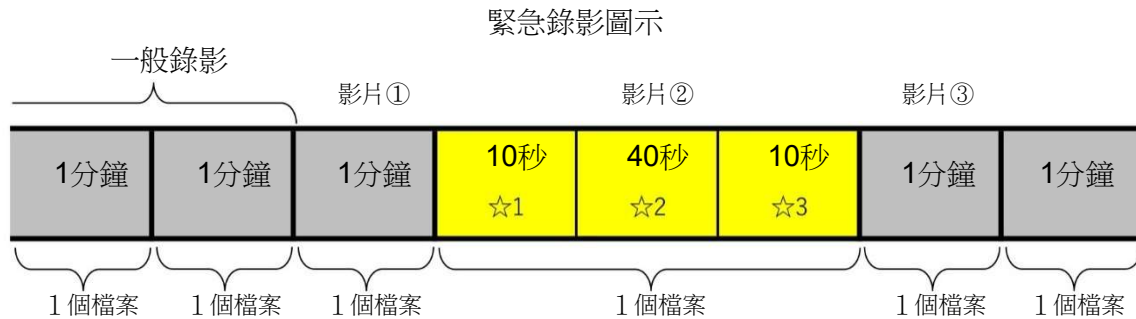 緊急錄影圖示
一般錄影
影片① 影片② 影片③
1分鐘 1分鐘 1分鐘 10秒 40秒 10秒 1分鐘 1分鐘
☆1 ☆2 ☆3
1個檔案 1個檔案 1個檔案 1個檔案 1個檔案 1個檔案